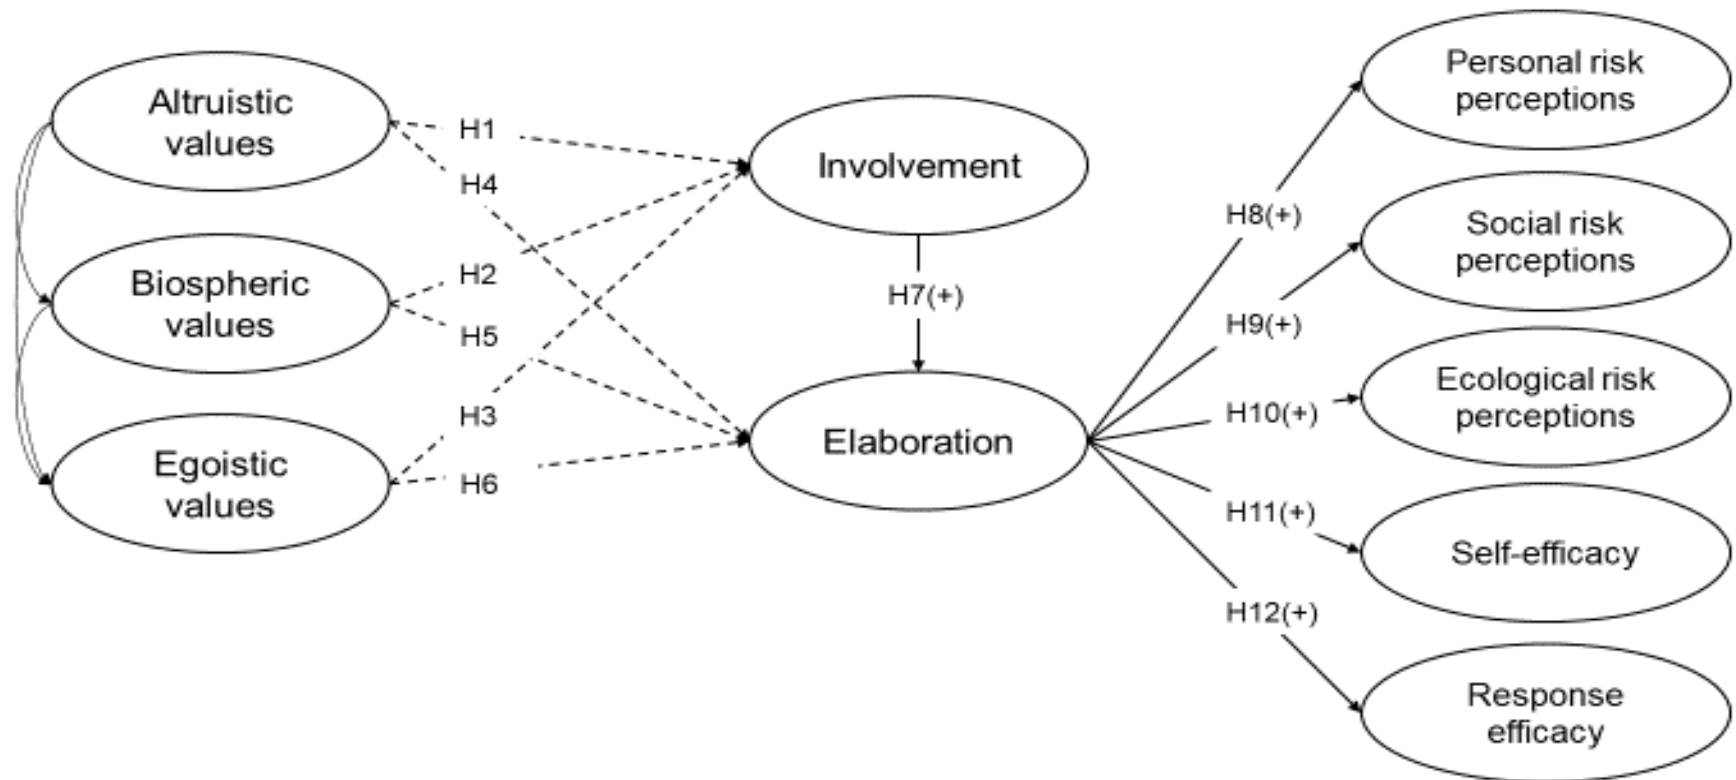 Altruistic
values
Biospheric
values
Egoistic
values
H1
H4
H2
H5
H3
H6
Involvement
H7(+)
Elaboration
H8(+)
H9(+)
H10(+)
H11(+)
H12(+)
Personal risk
perceptions
Social risk
perceptions
Ecological risk
perceptions
Self-efficacy
Response
efficacy